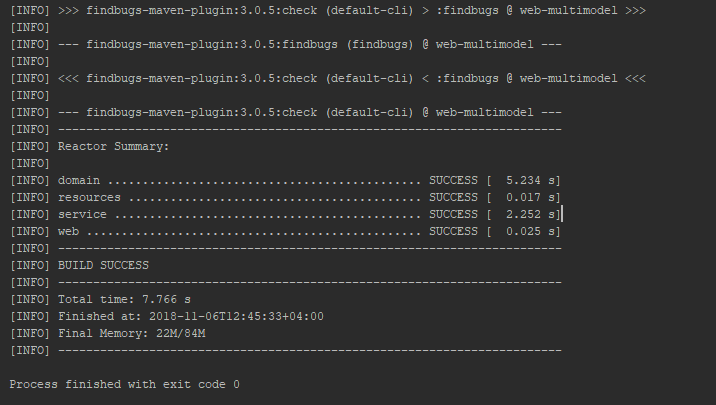 [INFO] >>> findbugs-maven-plugin:3.0.5:check (default-cli) > :findbugs @ web-multimodel >>>
[INFO]
[INFO] --- findbugs-maven-plugin:3.0.5:findbugs (findbugs) @ web-multimodel ---
[INFO]
[INFO] <<< findbugs-maven-plugin:3.0.5:check (default-cli) < :findbugs @ web-multimodel <<<
[INFO]
[INFO] --- findbugs-maven-plugin:3.0.5:check (default-cli) @ web-multimodel ---
[INFO] ------------------------------------------------------------------------
[INFO] Reactor Summary:
[INFO]
[INFO] domain ............................................. SUCCESS [  5.234 s]
[INFO] resources .......................................... SUCCESS [  0.017 s]
[INFO] service ............................................ SUCCESS [  2.252 s]
[INFO] web ................................................ SUCCESS [  0.025 s]
[INFO] ------------------------------------------------------------------------
[INFO] BUILD SUCCESS
[INFO] ------------------------------------------------------------------------
[INFO] Total time: 7.766 s
[INFO] Finished at: 2018-11-06T12:45:33+04:00
[INFO] Final Memory: 22M/84M
[INFO] ------------------------------------------------------------------------
Process finished with exit code 0